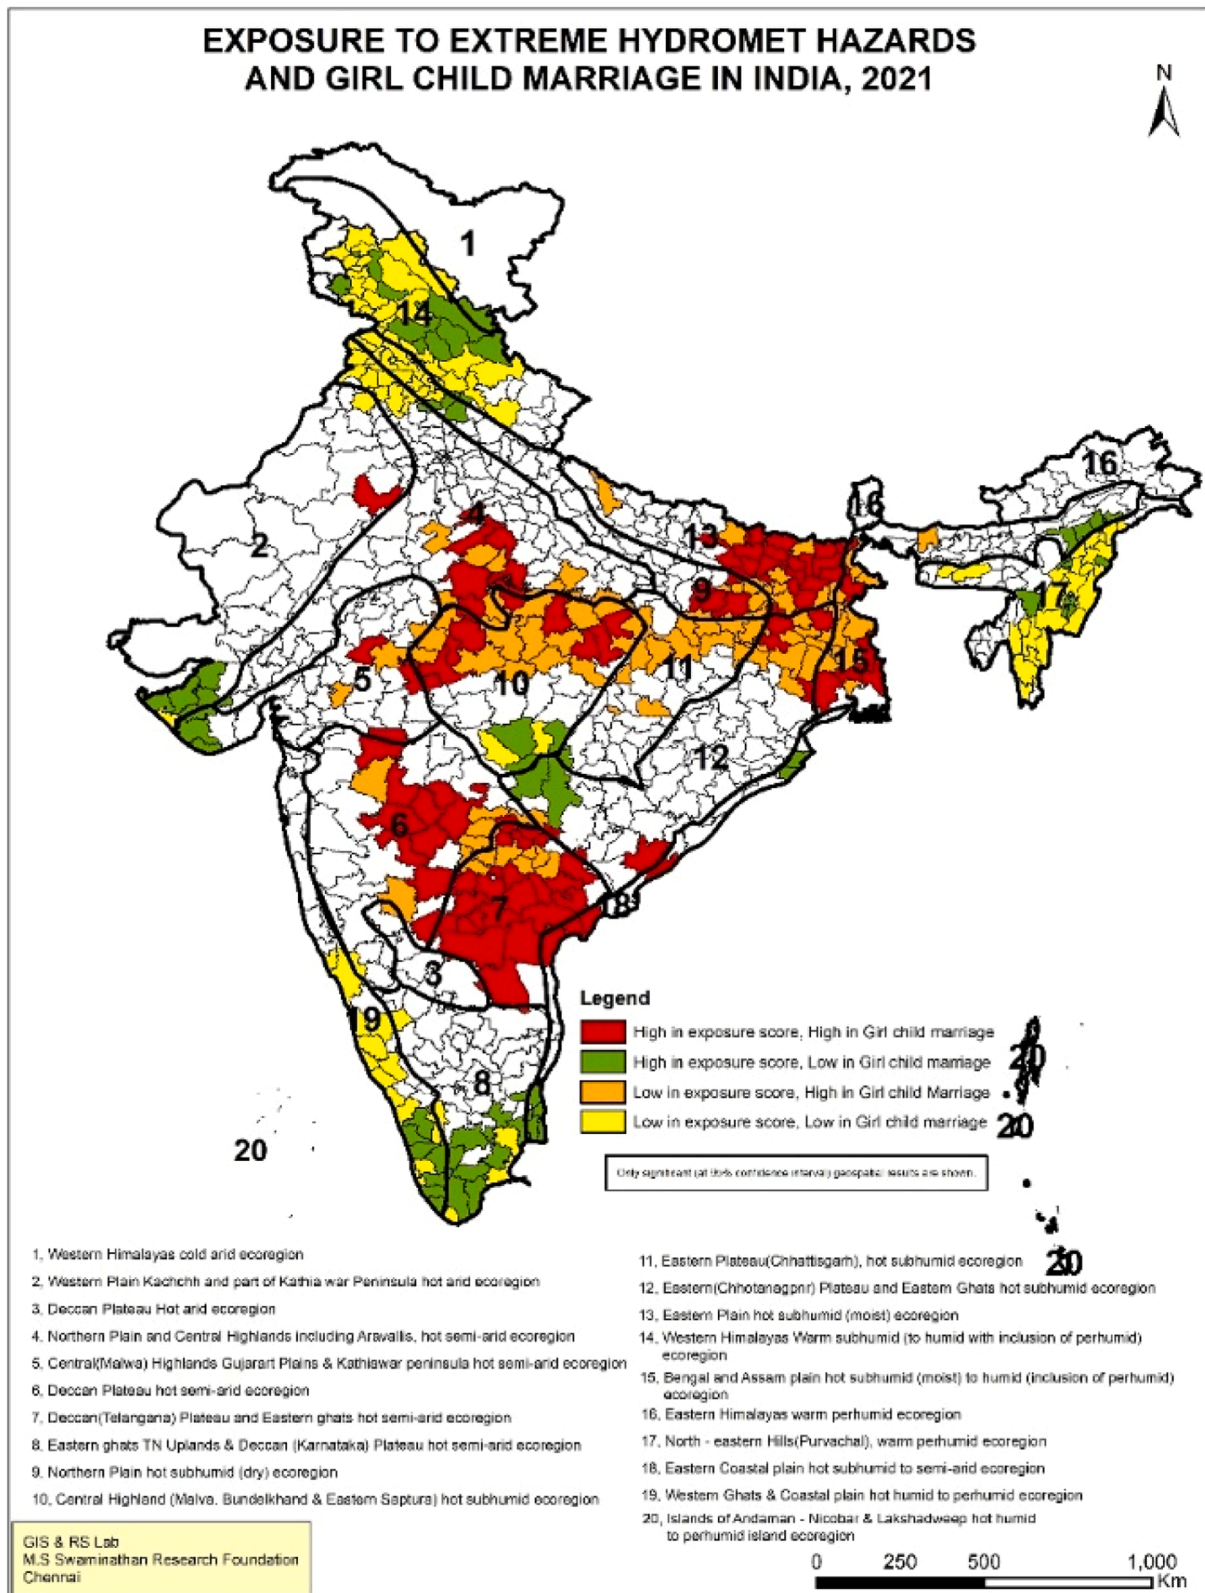 EXPOSURE TO EXTREME HYDROMET HAZARDS
AND GIRL CHILD MARRIAGE IN INDIA, 2021
N
1
14
16
16
4
13
2
17
9
5
11
15
10
12
6
7
18
3
19
8
20
20
20
20
Legend
High in exposure score, High in Girl child marriage
High in exposure score, Low in Girl child marriage
Low in exposure score, High in Girl child Marriage
Low in exposure score, Low in Girl child marriage
Only significant (at 95% confidence interval) geospatial results are shown.
1, Western Himalayas cold arid ecoregion
2, Western Plain Kachchh and part of Kathia war Peninsula hot arid ecoregion
3, Deccan Plateau Hot arid ecoregion
4, Northern Plain and Central Highlands including Aravallis, hot semi-arid ecoregion
5, Central(Malwa) Highlands Gujarart Plains & Kathiawar peninsula hot semi-arid ecoregion
6, Deccan Plateau hot semi-arid ecoregion
7, Deccan(Telangana) Plateau and Eastern ghats hot semi-arid ecoregion
8, Eastern ghats TN Uplands & Deccan (Karnataka) Plateau hot semi-arid ecoregion
9, Northern Plain hot subhumid (dry) ecoregion
10, Central Highland (Malva, Bundelkhand & Eastern Saptura) hot subhumid ecoregion
11, Eastern Plateau(Chhattisgarh), hot subhumid ecoregion
12, Eastern(Chhotanagpnr) Plateau and Eastern Ghats hot subhumid ecoregion
13, Eastern Plain hot subhumid (moist) ecoregion
14, Western Himalayas Warm subhumid (to humid with inclusion of perhumid)
ecoregion
15, Bengal and Assam plain hot subhumid (moist) to humid (inclusion of perhumid)
ecoregion
16, Eastern Himalayas warm perhumid ecoregion
17, North - eastern Hills(Purvachal), warm perhumid ecoregion
18, Eastern Coastal plain hot subhumid to semi-arid ecoregion
19, Western Ghats & Coastal plain hot humid to perhumid ecoregion
20, Islands of Andaman - Nicobar & Lakshadweep hot humid
to perhumid island ecoregion
GIS & RS Lab
M.S Swaminathan Research Foundation
Chennai
0 250 500 1,000
Km